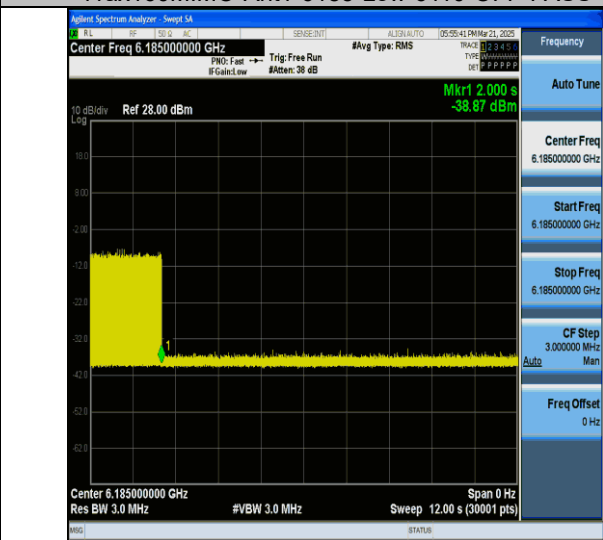 Agilent Spectrum Analyzer - Swept SA
RL RF 50 Ω AC SENSE:INT ALIGNAUTO 05:55:41 PM Mar 21, 2025
Center Freq 6.185000000 GHz
PNO: Fast
IFGain:Low
Trig: Free Run
#Atten: 38 dB
#Avg Type: RMS
TRACE 1 2 3 4 5 6
TYPE
DET P P P P P P
Mkr1 2.000 s
-38.87 dBm
10 dB/div Ref 28.00 dBm
Log
18.0
8.00
-2.00
-12.0
-22.0
-32.0
-42.0
-52.0
-62.0
1
Center 6.185000000 GHz Span 0 Hz
Res BW 3.0 MHz #VBW 3.0 MHz Sweep 12.00 s (30001 pts)
MSG STATUS
Frequency
Auto Tune
Center Freq
6.185000000 GHz
Start Freq
6.185000000 GHz
Stop Freq
6.185000000 GHz
CF Step
3.000000 MHz
Auto Man
Freq Offset
0 Hz